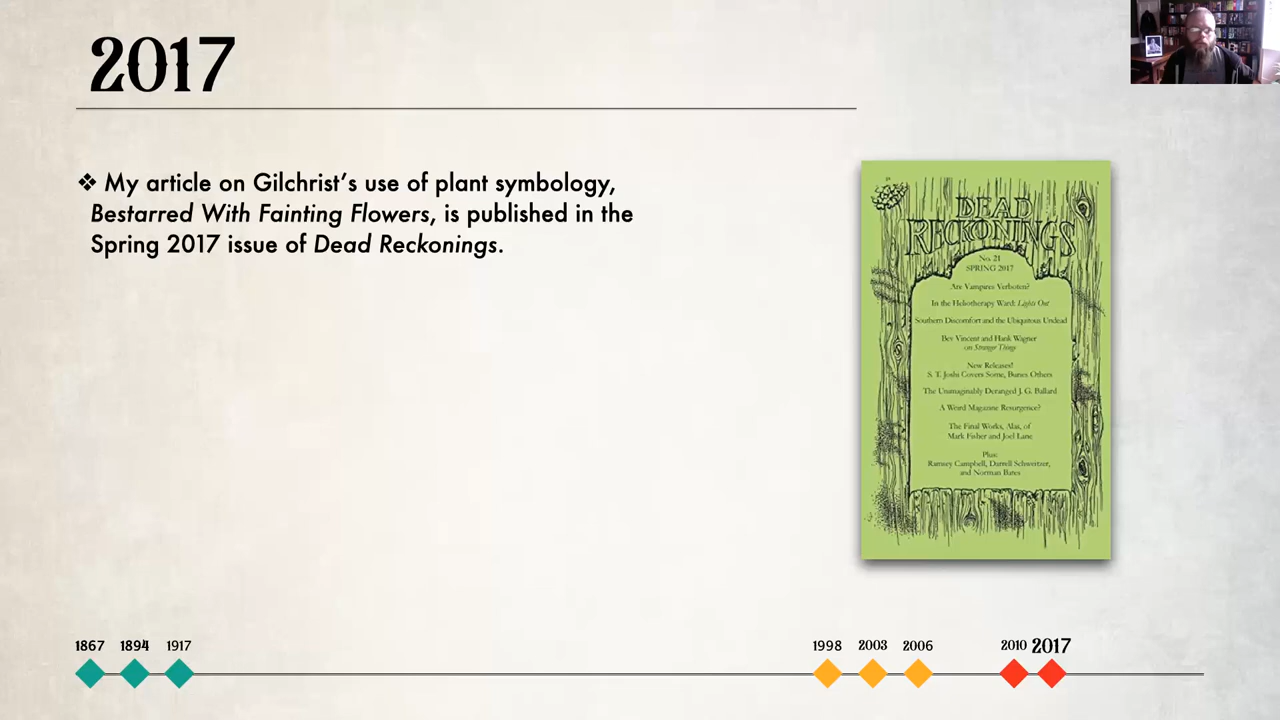 2017
❖ My article on Gilchrist’s use of plant symbology,
Bestarred With Fainting Flowers, is published in the
Spring 2017 issue of Dead Reckonings.
DEAD
RECKONINGS
No. 21
SPRING 2017
Are Vampires Verboten?
In the Heliotherapy Ward: Lights Out
Southern Discomfort and the Ubiquitous Undead
Bev Vincent and Hank Wagner
on Strange Things
New Releases!
S. T. Joshi Covers Some, Buries Others
The Unimaginably Deranged J. G. Ballard
A Weird Magazine Resurgence?
The Final Works, Alas, of
Mark Fisher and Joel Lane
Plus:
Ramsey Campbell, Darrell Schweitzer,
and Norman Bates
1867 1894 1917 1998 2003 2006 2010 2017